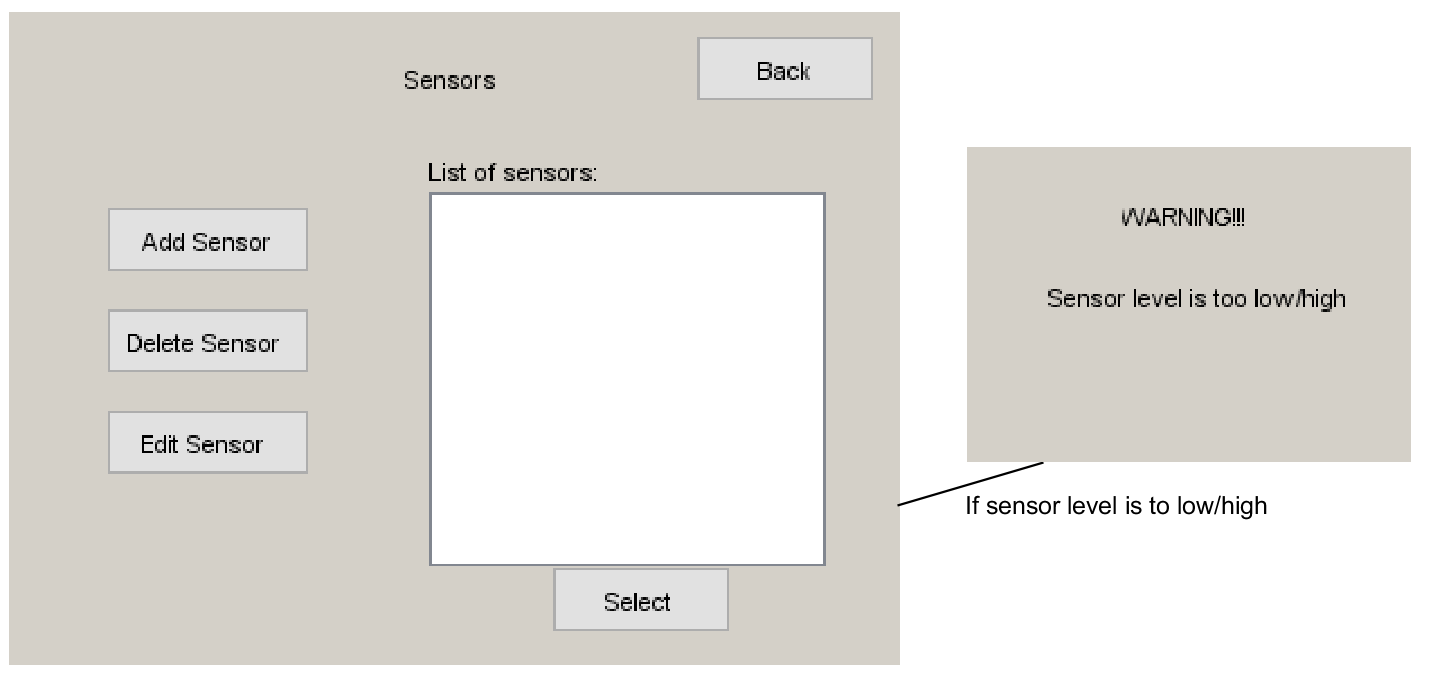 Sensors
Back
List of sensors:
Add Sensor
Delete Sensor
Edit Sensor
Select
WARNING!!!
Sensor level is too low/high
If sensor level is to low/high